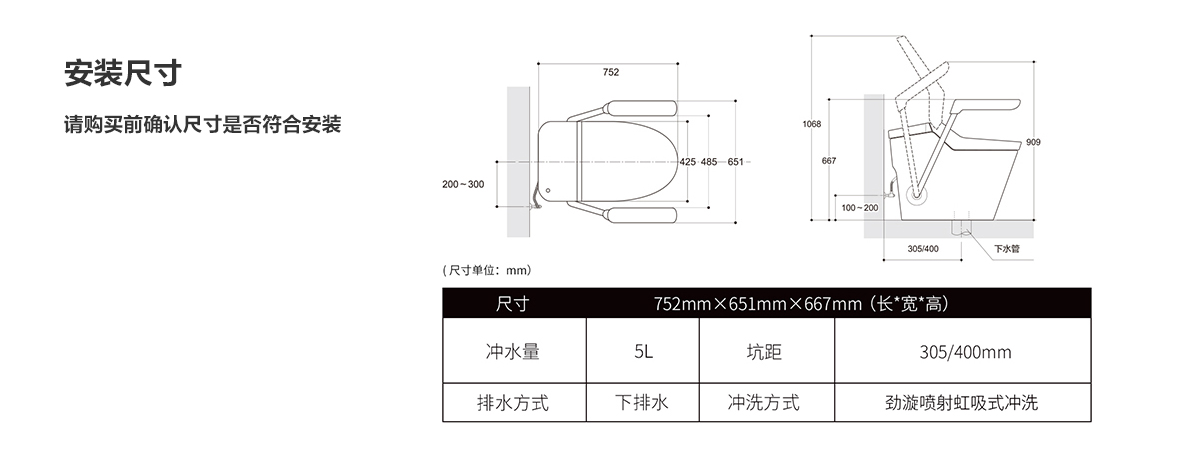 安装尺寸
请购买前确认尺寸是否符合安装
752
425 485 651
200～300
1068
667
909
100～200
305/400
下水管
(尺寸单位：mm）
尺寸 752mm×651mm×667mm（长*宽*高）
冲水量 5L 坑距 305/400mm
排水方式 下排水 冲洗方式 劲漩喷射虹吸式冲洗